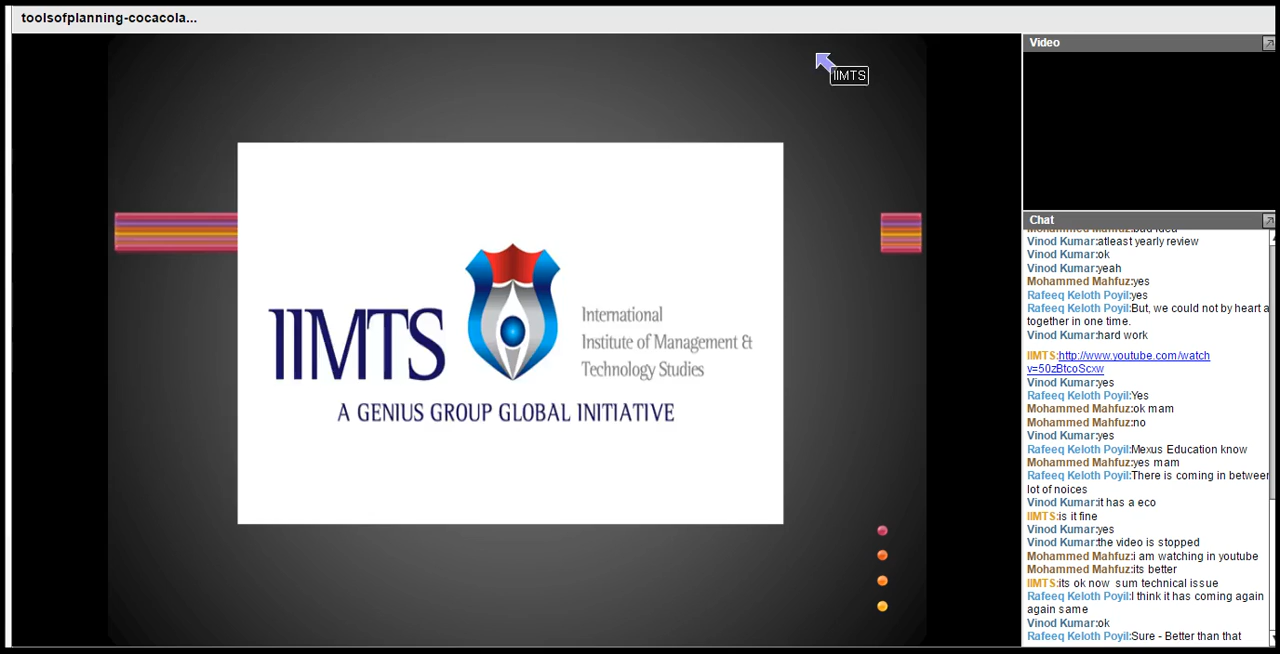 toolsofplanning-cocacola...
IIMTS
IIMTS
International
Institute of Management &
Technology Studies
A GENIUS GROUP GLOBAL INITIATIVE
Video
Chat
Mohammed Mahfuz:bad idea
Vinod Kumar:atleast yearly review
Vinod Kumar:ok
Vinod Kumar:yeah
Mohammed Mahfuz:yes
Rafeeq Keloth Poyil:yes
Rafeeq Keloth Poyil:But, we could not by heart a
together in one time.
Vinod Kumar:hard work
IIMTS:http://www.youtube.com/watch
v=50zBtcoScxw
Vinod Kumar:yes
Rafeeq Keloth Poyil:Yes
Mohammed Mahfuz:ok mam
Mohammed Mahfuz:no
Vinod Kumar:yes
Rafeeq Keloth Poyil:Mexus Education know
Mohammed Mahfuz:yes mam
Rafeeq Keloth Poyil:There is coming in between
lot of noices
Vinod Kumar:it has a eco
IIMTS:is it fine
Vinod Kumar:yes
Vinod Kumar:the video is stopped
Mohammed Mahfuz:i am watching in youtube
Mohammed Mahfuz:its better
IIMTS:its ok now  sum technical issue
Rafeeq Keloth Poyil:I think it has coming again
again same
Vinod Kumar:ok
Rafeeq Keloth Poyil:Sure - Better than that